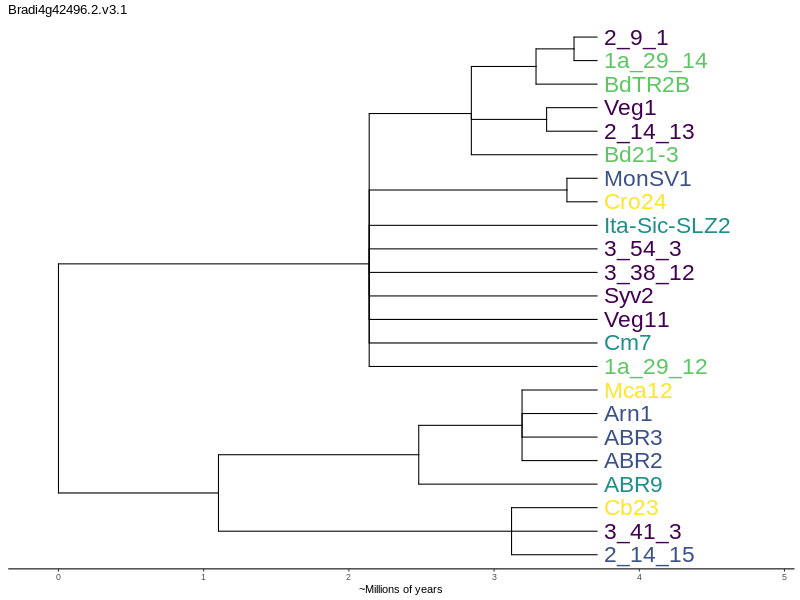 Bradi4g42496.2.v3.1
2_9_1
1a_29_14
BdTR2B
Veg1
2_14_13
Bd21-3
MonSV1
Cro24
Ita-Sic-SLZ2
3_54_3
3_38_12
Syv2
Veg11
Cm7
1a_29_12
Mca12
Arn1
ABR3
ABR2
ABR9
Cb23
3_41_3
2_14_15
0 1 2 3 4 5
~Millions of years